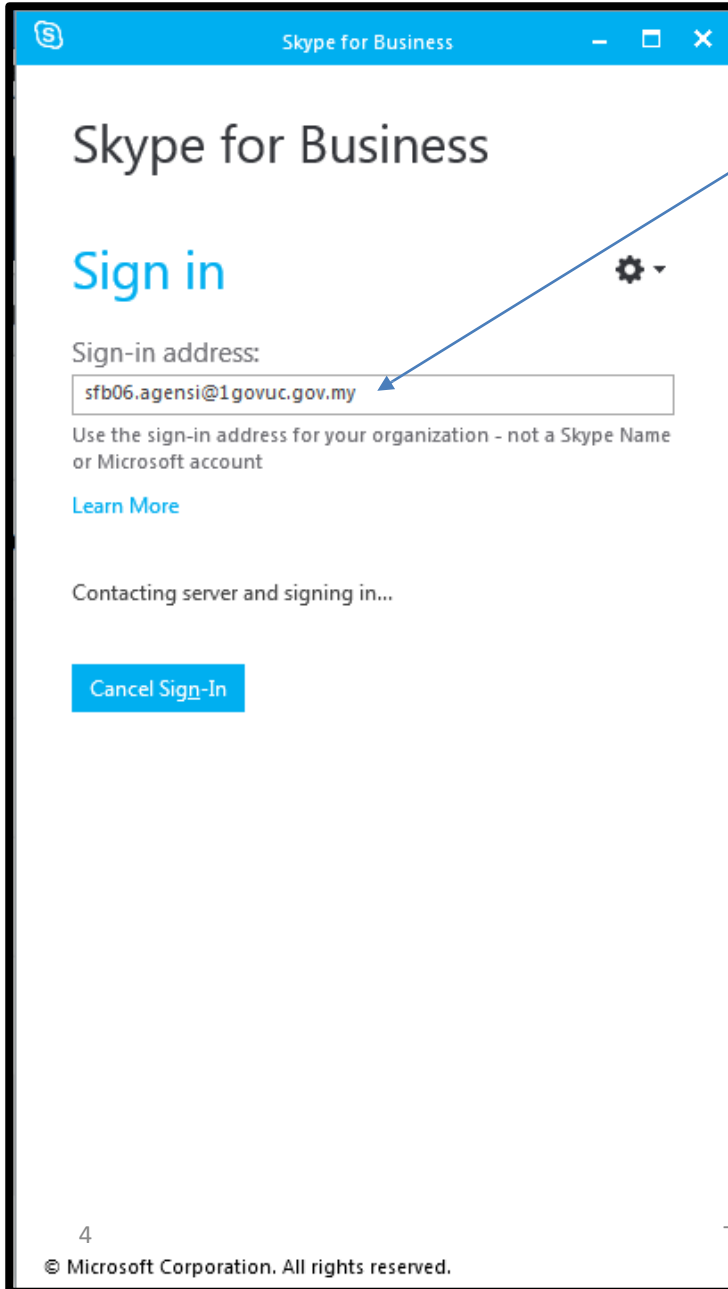 Skype for Business
Skype for Business
Sign in
Sign-in address:
sfb06.agensi@1govuc.gov.my
Use the sign-in address for your organization - not a Skype Name
or Microsoft account
Learn More
Contacting server and signing in...
Cancel Sign-In
4
© Microsoft Corporation. All rights reserved.